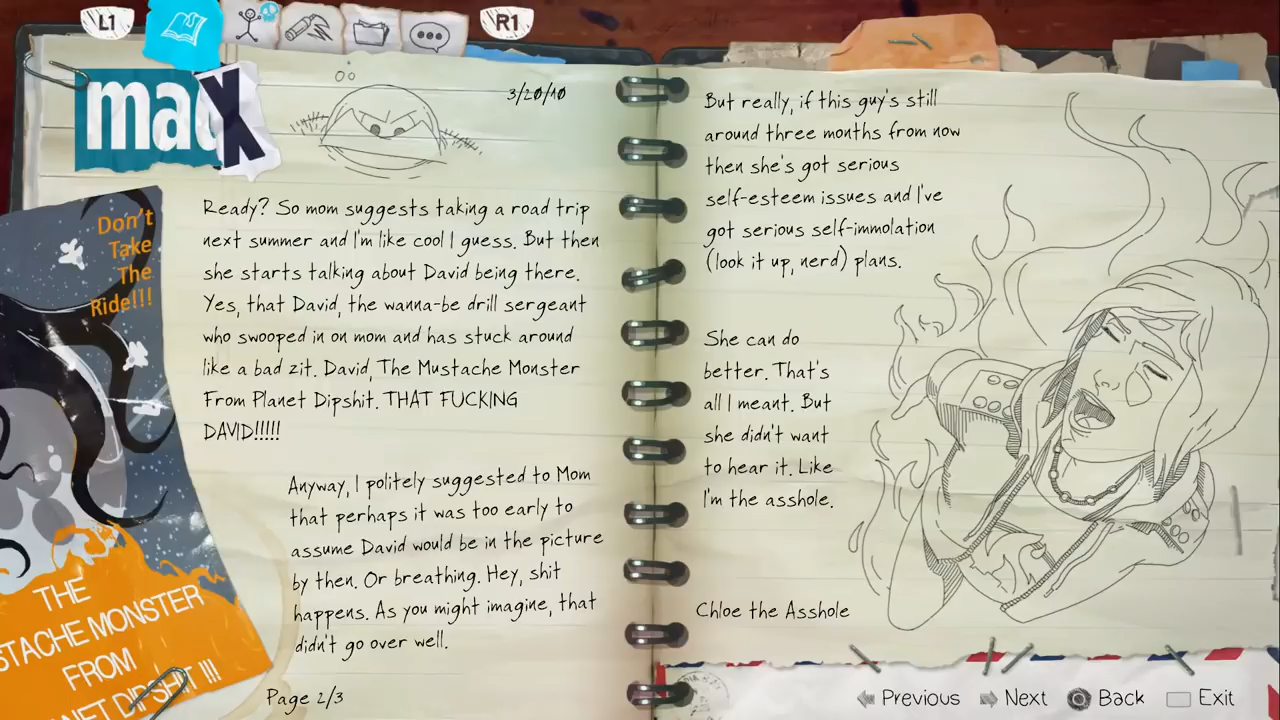 L1
R1
max
3/20/10
Don't
Take
The
Ride!!!
Ready? So mom suggests taking a road trip
next summer and I'm like cool I guess. But then
she starts talking about David being there.
Yes, that David, the wanna-be drill sergeant
who swooped in on mom and has stuck around
like a bad zit. David, The Mustache Monster
From Planet Dipshit. THAT FUCKING
DAVID!!!!!
Anyway, I politely suggested to Mom
that perhaps it was too early to
assume David would be in the picture
by then. Or breathing. Hey, shit
happens. As you might imagine, that
didn't go over well.
THE
STACHE MONSTER
FROM
NET DIPSHIT !!!
Page 2/3
But really, if this guy's still
around three months from now
then she's got serious
self-esteem issues and I've
got serious self-immolation
(look it up, nerd) plans.
She can do
better. That's
all I meant. But
she didn't want
to hear it. Like
I'm the asshole.
Chloe the Asshole
Previous Next Back Exit